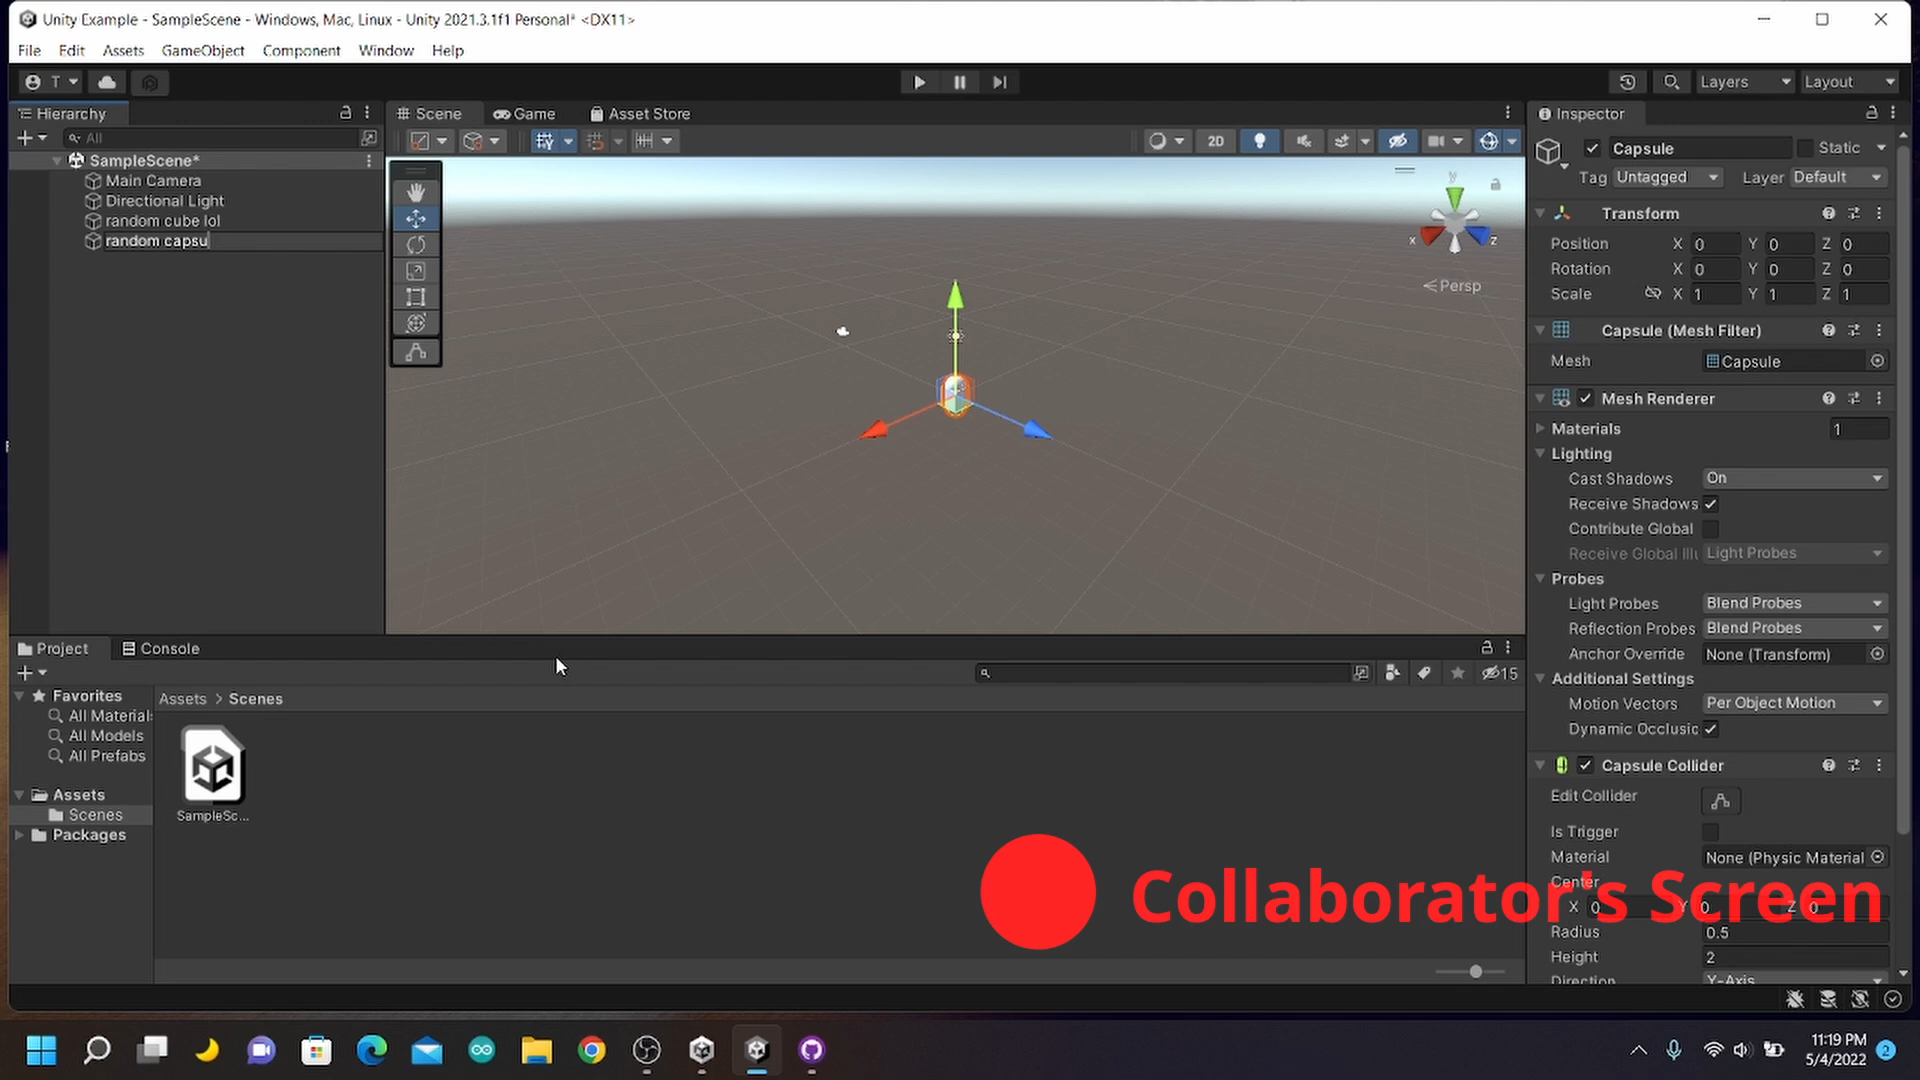 Unity Example - SampleScene - Windows, Mac, Linux - Unity 2021.3.1f1 Personal* <DX11>
File Edit Assets GameObject Component Window Help
T
Layers Layout
Hierarchy
All
SampleScene*
Main Camera
Directional Light
random cube lol
random capsu
Scene Game Asset Store
2D
y
x z
Persp
Inspector
Capsule Static
Tag Untagged Layer Default
Transform
Position X 0 Y 0 Z 0
Rotation X 0 Y 0 Z 0
Scale X 1 Y 1 Z 1
Capsule (Mesh Filter)
Mesh Capsule
Mesh Renderer
Materials 1
Lighting
Cast Shadows On
Receive Shadows
Contribute Global
Receive Global Illu Light Probes
Probes
Light Probes Blend Probes
Reflection Probes Blend Probes
Anchor Override None (Transform)
Additional Settings
Motion Vectors Per Object Motion
Dynamic Occlusic
Capsule Collider
Edit Collider
Is Trigger
Material None (Physic Material
Center
X 0 Y 0 Z 0
Radius 0.5
Height 2
Direction Y-Axis
Project Console
15
Favorites
All Material
All Models
All Prefabs
Assets
Scenes
Packages
Assets > Scenes
SampleSc...
Collaborator's Screen
11:19 PM
5/4/2022
2